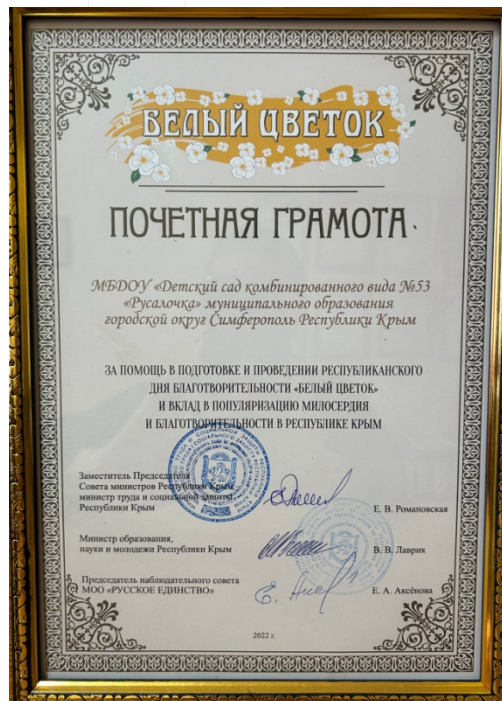 БЕЛЫЙ ЦВЕТОК
ПОЧЕТНАЯ ГРАМОТА
МБДОУ «Детский сад комбинированного вида №53
«Русалочка» муниципального образования
городской округ Симферополь Республики Крым
ЗА ПОМОЩЬ В ПОДГОТОВКЕ И ПРОВЕДЕНИИ РЕСПУБЛИКАНСКОГО
ДНЯ БЛАГОТВОРИТЕЛЬНОСТИ «БЕЛЫЙ ЦВЕТОК»
И ВКЛАД В ПОПУЛЯРИЗАЦИЮ МИЛОСЕРДИЯ
И БЛАГОТВОРИТЕЛЬНОСТИ В РЕСПУБЛИКЕ КРЫМ
Заместитель Председателя
Совета министров Республики Крым
министр труда и социальной защиты
Республики Крым
Е. В. Романовская
Министр образования,
науки и молодежи Республики Крым
В. В. Лаврик
Председатель наблюдательного совета
МОО «РУССКОЕ ЕДИНСТВО»
Е. А. Аксёнова
2022 г.